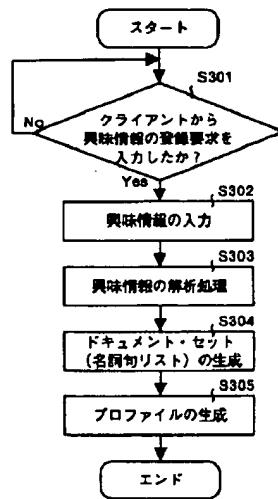 スタート
S301
No
クライアントから
興味情報の登録要求を
入力したか？
Yes
S302
興味情報の入力
S303
興味情報の解析処理
S304
ドキュメント・セット
(名詞句リスト)の生成
S305
プロファイルの生成
エンド